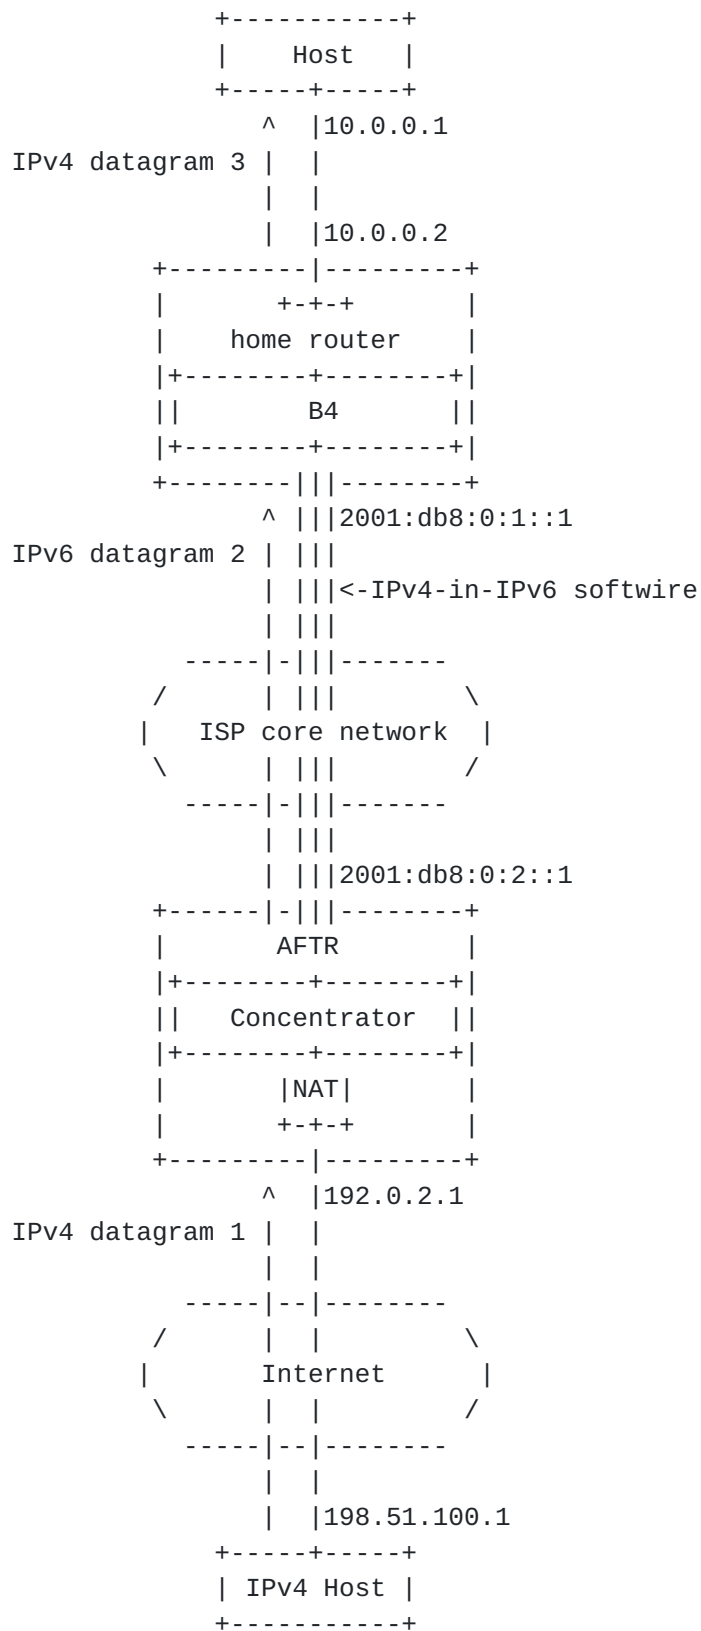 +-----------+
|    Host   |
+-----+-----+
^  |10.0.0.1
IPv4 datagram 3 |  |
|  |
|  |10.0.0.2
+---------|---------+
|       +-+-+       |
|    home router    |
|+--------+--------+|
||        B4       ||
|+--------+--------+|
+--------|||--------+
^ |||2001:db8:0:1::1
IPv6 datagram 2 | |||
| |||<-IPv4-in-IPv6 softwire
| |||
-----|-|||-------
/      | |||        \
|   ISP core network  |
\      | |||        /
-----|-|||-------
| |||
| |||2001:db8:0:2::1
+------|-|||--------+
|       AFTR        |
|+--------+--------+|
||   Concentrator  ||
|+--------+--------+|
|       |NAT|       |
|       +-+-+       |
+---------|---------+
^  |192.0.2.1
IPv4 datagram 1 |  |
|  |
-----|--|--------
/      |  |         \
|       Internet      |
\      |  |         /
-----|--|--------
|  |
|  |198.51.100.1
+-----+-----+
| IPv4 Host |
+-----------+